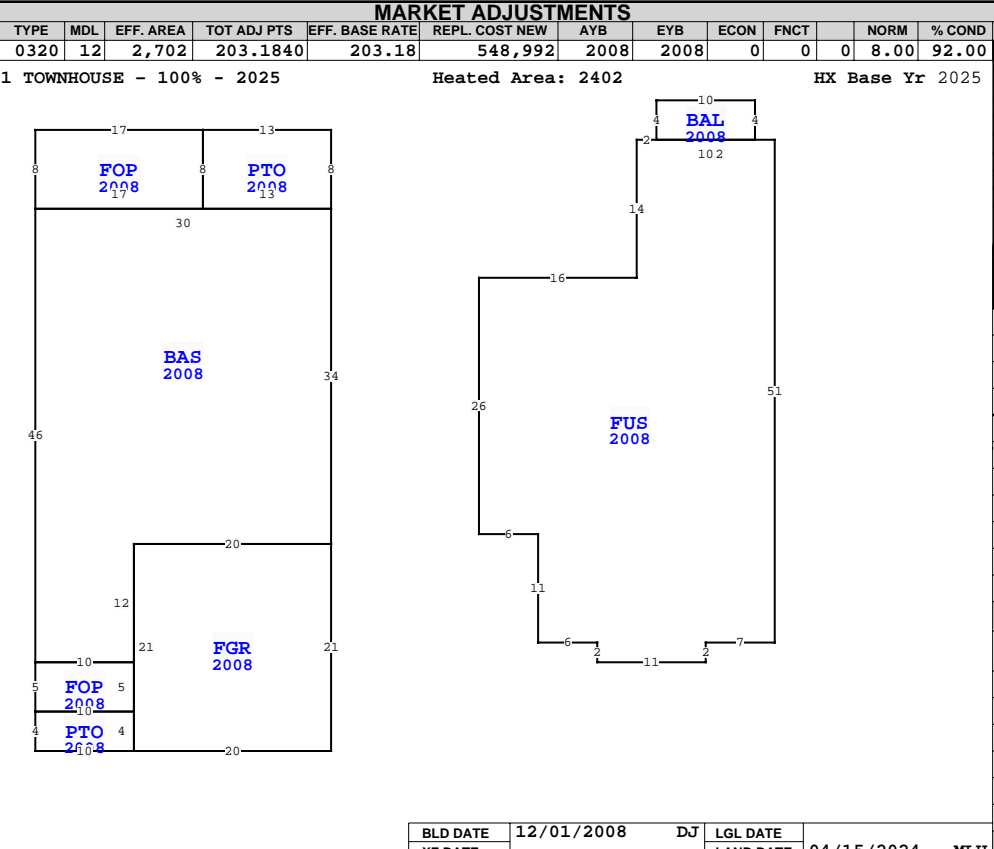 MARKET ADJUSTMENTS
TYPE MDL EFF. AREA TOT ADJ PTS EFF. BASE RATE REPL. COST NEW AYB EYB ECON FNCT NORM % COND
0320 12 2,702 203.1840 203.18 548,992 2008 2008 0 0 0 8.00 92.00
1 TOWNHOUSE - 100% - 2025 Heated Area: 2402 HX Base Yr 2025
10
4 BAL 4
2008
17 13
2
102
8 FOP 8 PTO 8
2008 2008
17 13
14
30
16
BAS
2008
34
51
26
FUS
2008
46
6
20
11
12
21 FGR 21
2008
6 2 11 2 7
10
5 FOP 5
2008
10
4 PTO 4
2008
10 20
BLD DATE 12/01/2008 DJ LGL DATE